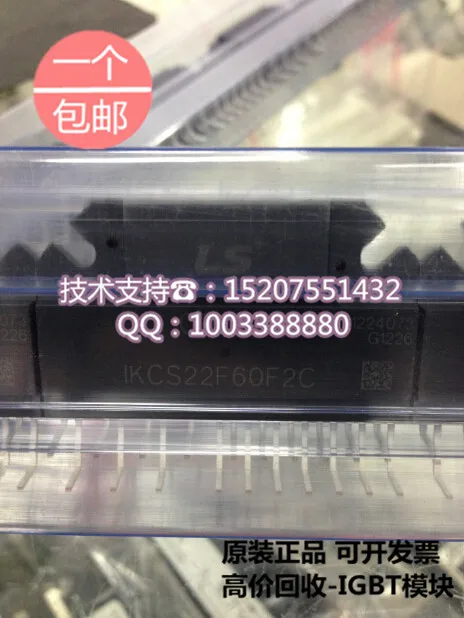 一个
包邮
LS
技术支持☎：15207551432
QQ：1003388880
G1226
IKCS22F60F2C
原装正品 可开发票
高价回收-IGBT模块